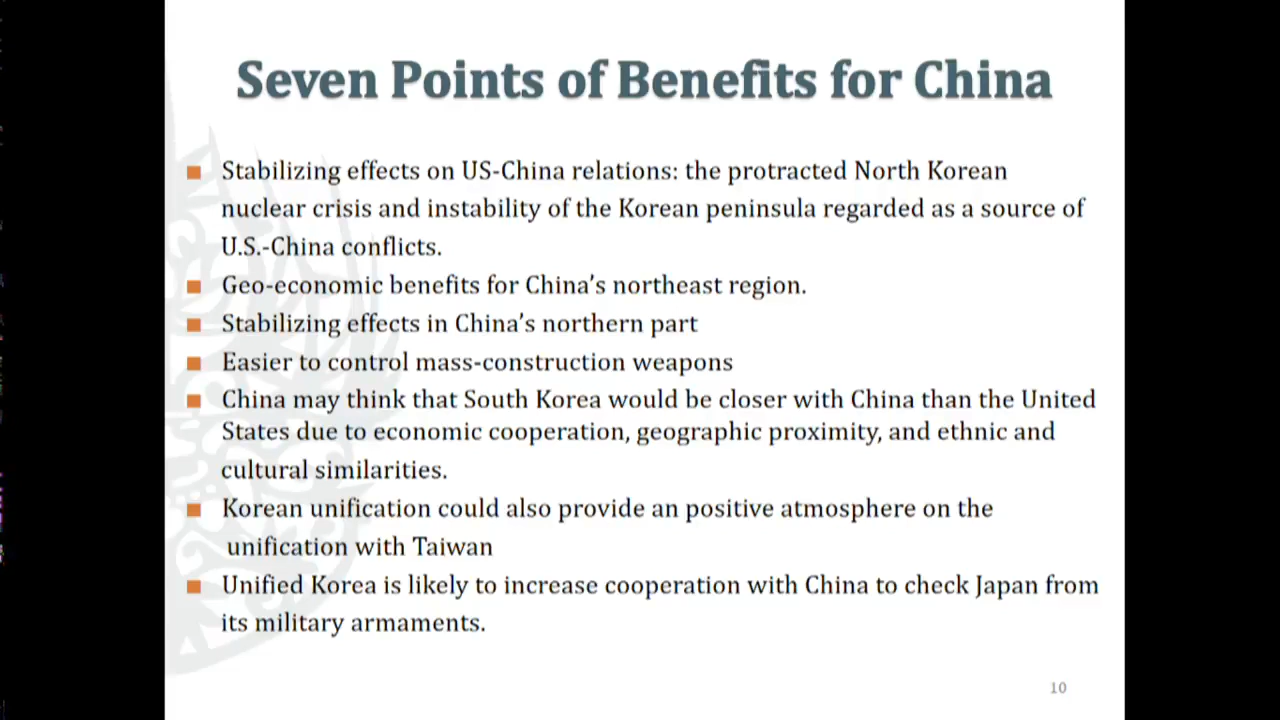 Seven Points of Benefits for China
Stabilizing effects on US-China relations: the protracted North Korean
nuclear crisis and instability of the Korean peninsula regarded as a source of
U.S.-China conflicts.
Geo-economic benefits for China’s northeast region.
Stabilizing effects in China’s northern part
Easier to control mass-construction weapons
China may think that South Korea would be closer with China than the United
States due to economic cooperation, geographic proximity, and ethnic and
cultural similarities.
Korean unification could also provide an positive atmosphere on the
unification with Taiwan
Unified Korea is likely to increase cooperation with China to check Japan from
its military armaments.
10